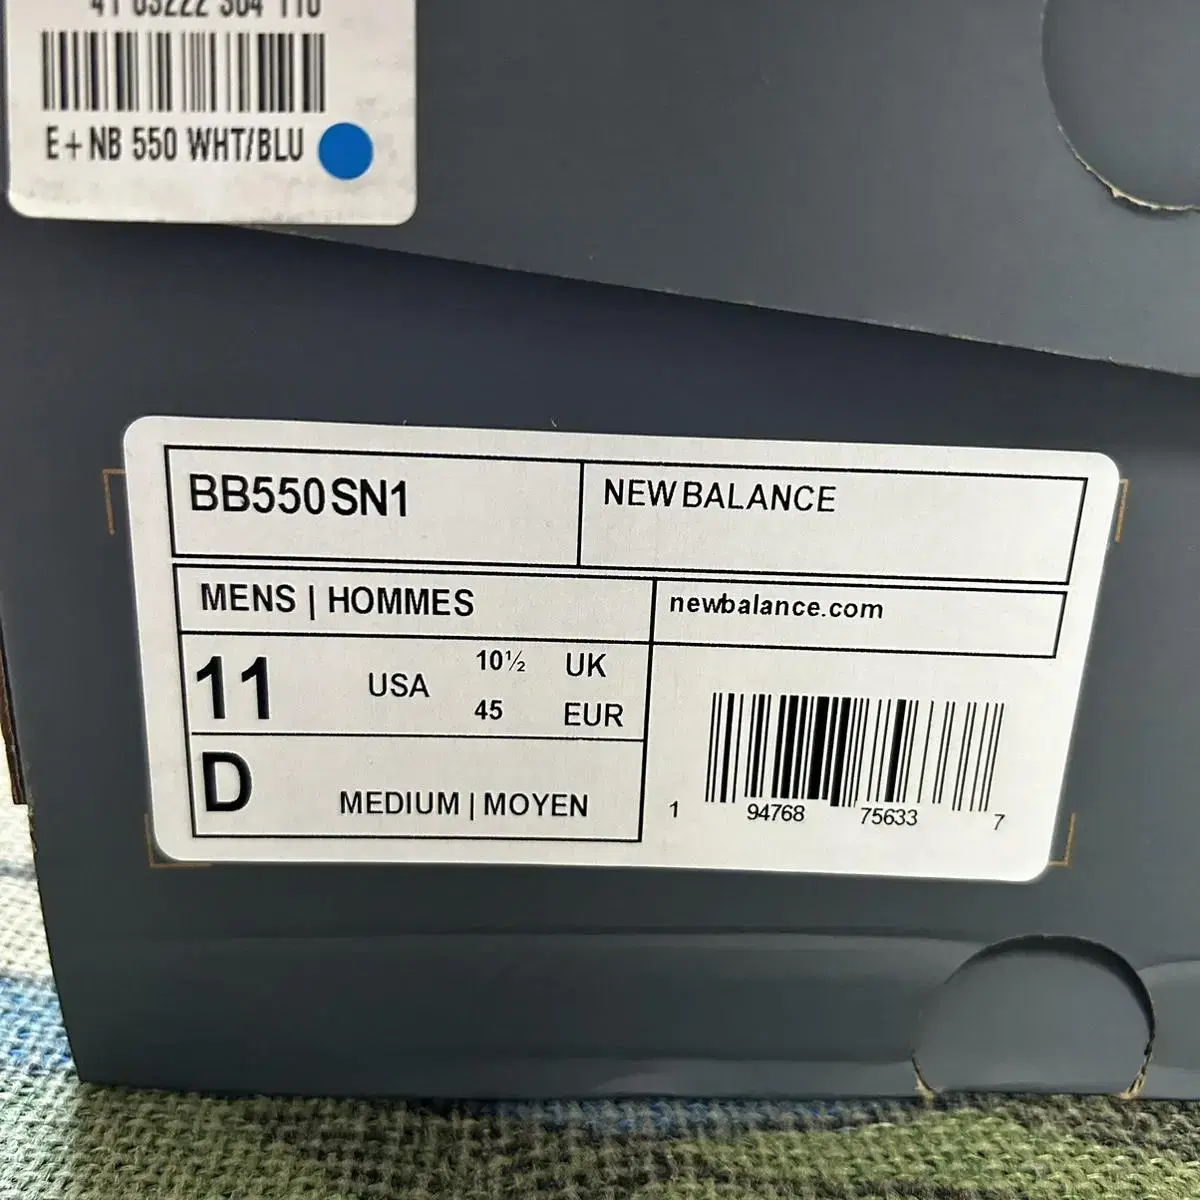 E+NB 550 WHT/BLU
BB550SN1
NEW BALANCE
MENS | HOMMES
newbalance.com
11 USA 10½ UK
45 EUR
D MEDIUM | MOYEN
1 94768 75633 7